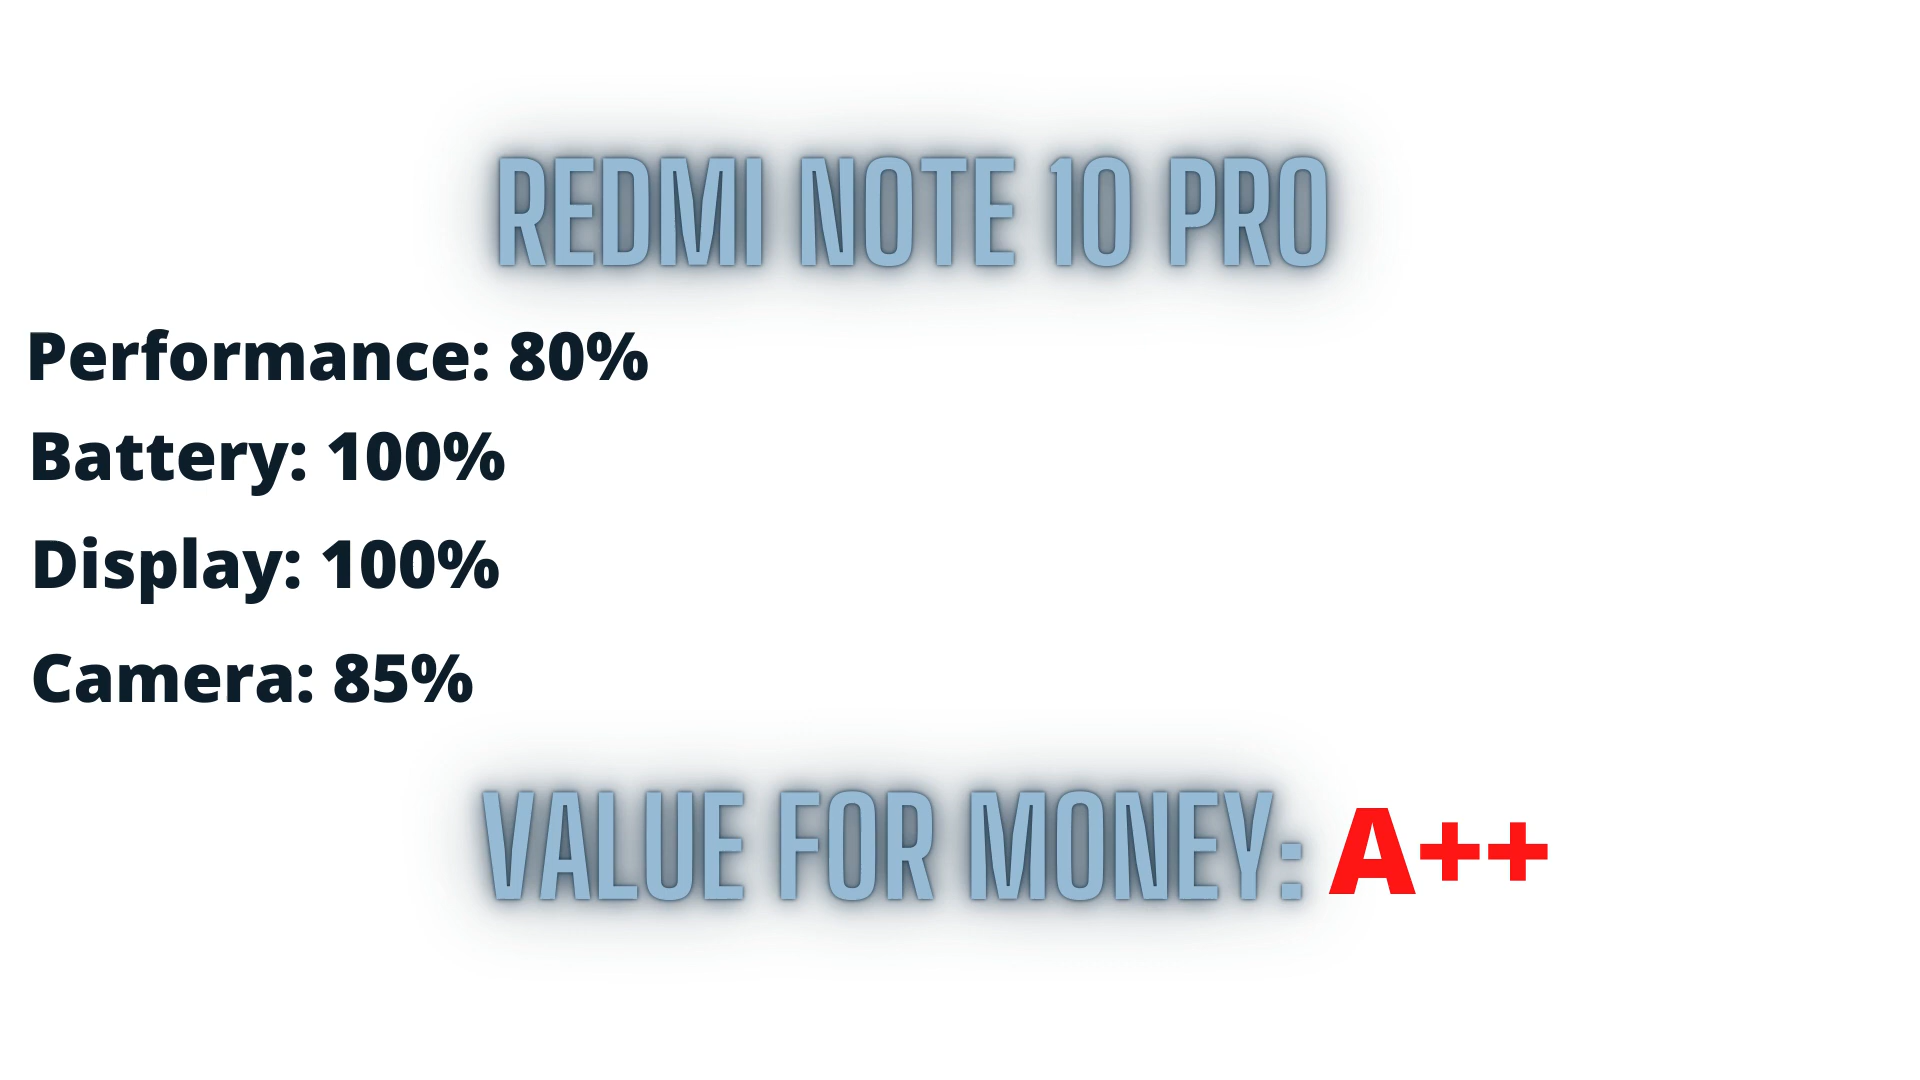 REDMI NOTE 10 PRO
Performance: 80%
Battery: 100%
Display: 100%
Camera: 85%
VALUE FOR MONEY: A++